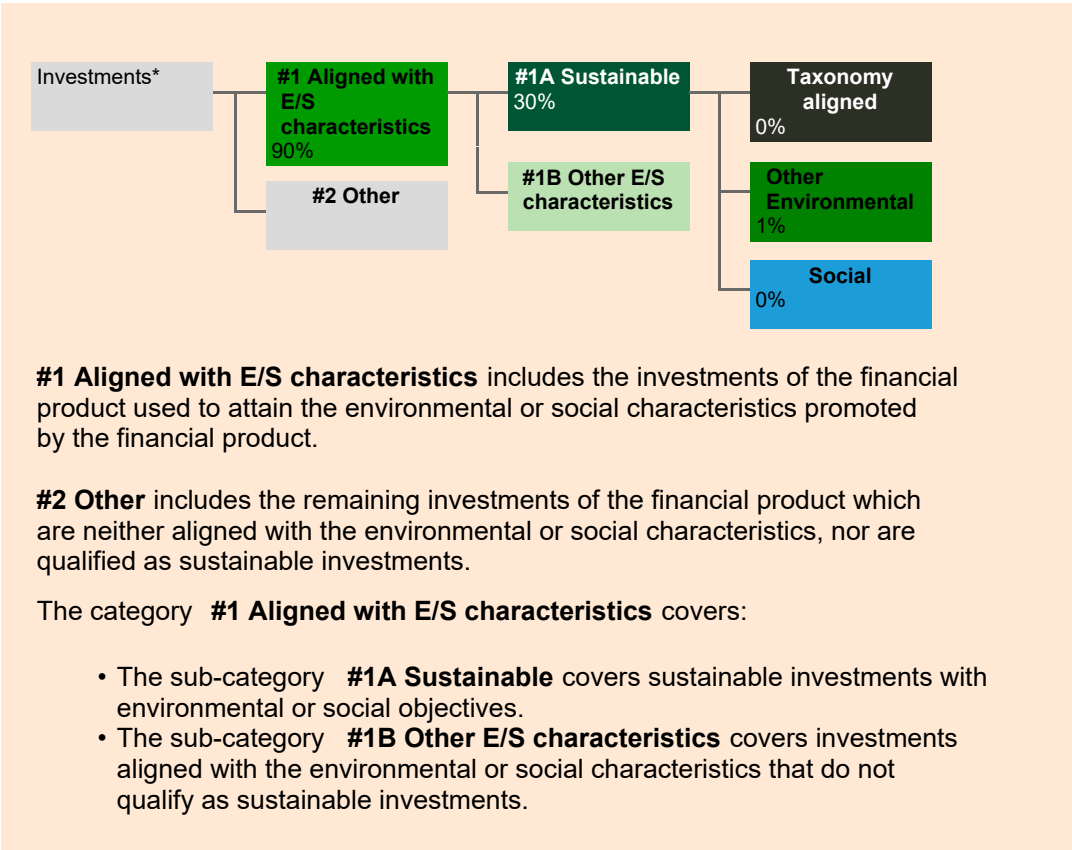 Investments*
#1 Aligned with
E/S
characteristics
90%
#2 Other
#1A Sustainable
30%
#1B Other E/S
characteristics
Taxonomy
aligned
0%
Other
Environmental
1%
Social
0%
#1 Aligned with E/S characteristics includes the investments of the financial
product used to attain the environmental or social characteristics promoted
by the financial product.
#2 Other includes the remaining investments of the financial product which
are neither aligned with the environmental or social characteristics, nor are
qualified as sustainable investments.
The category #1 Aligned with E/S characteristics covers:
• The sub-category #1A Sustainable covers sustainable investments with
environmental or social objectives.
• The sub-category #1B Other E/S characteristics covers investments
aligned with the environmental or social characteristics that do not
qualify as sustainable investments.